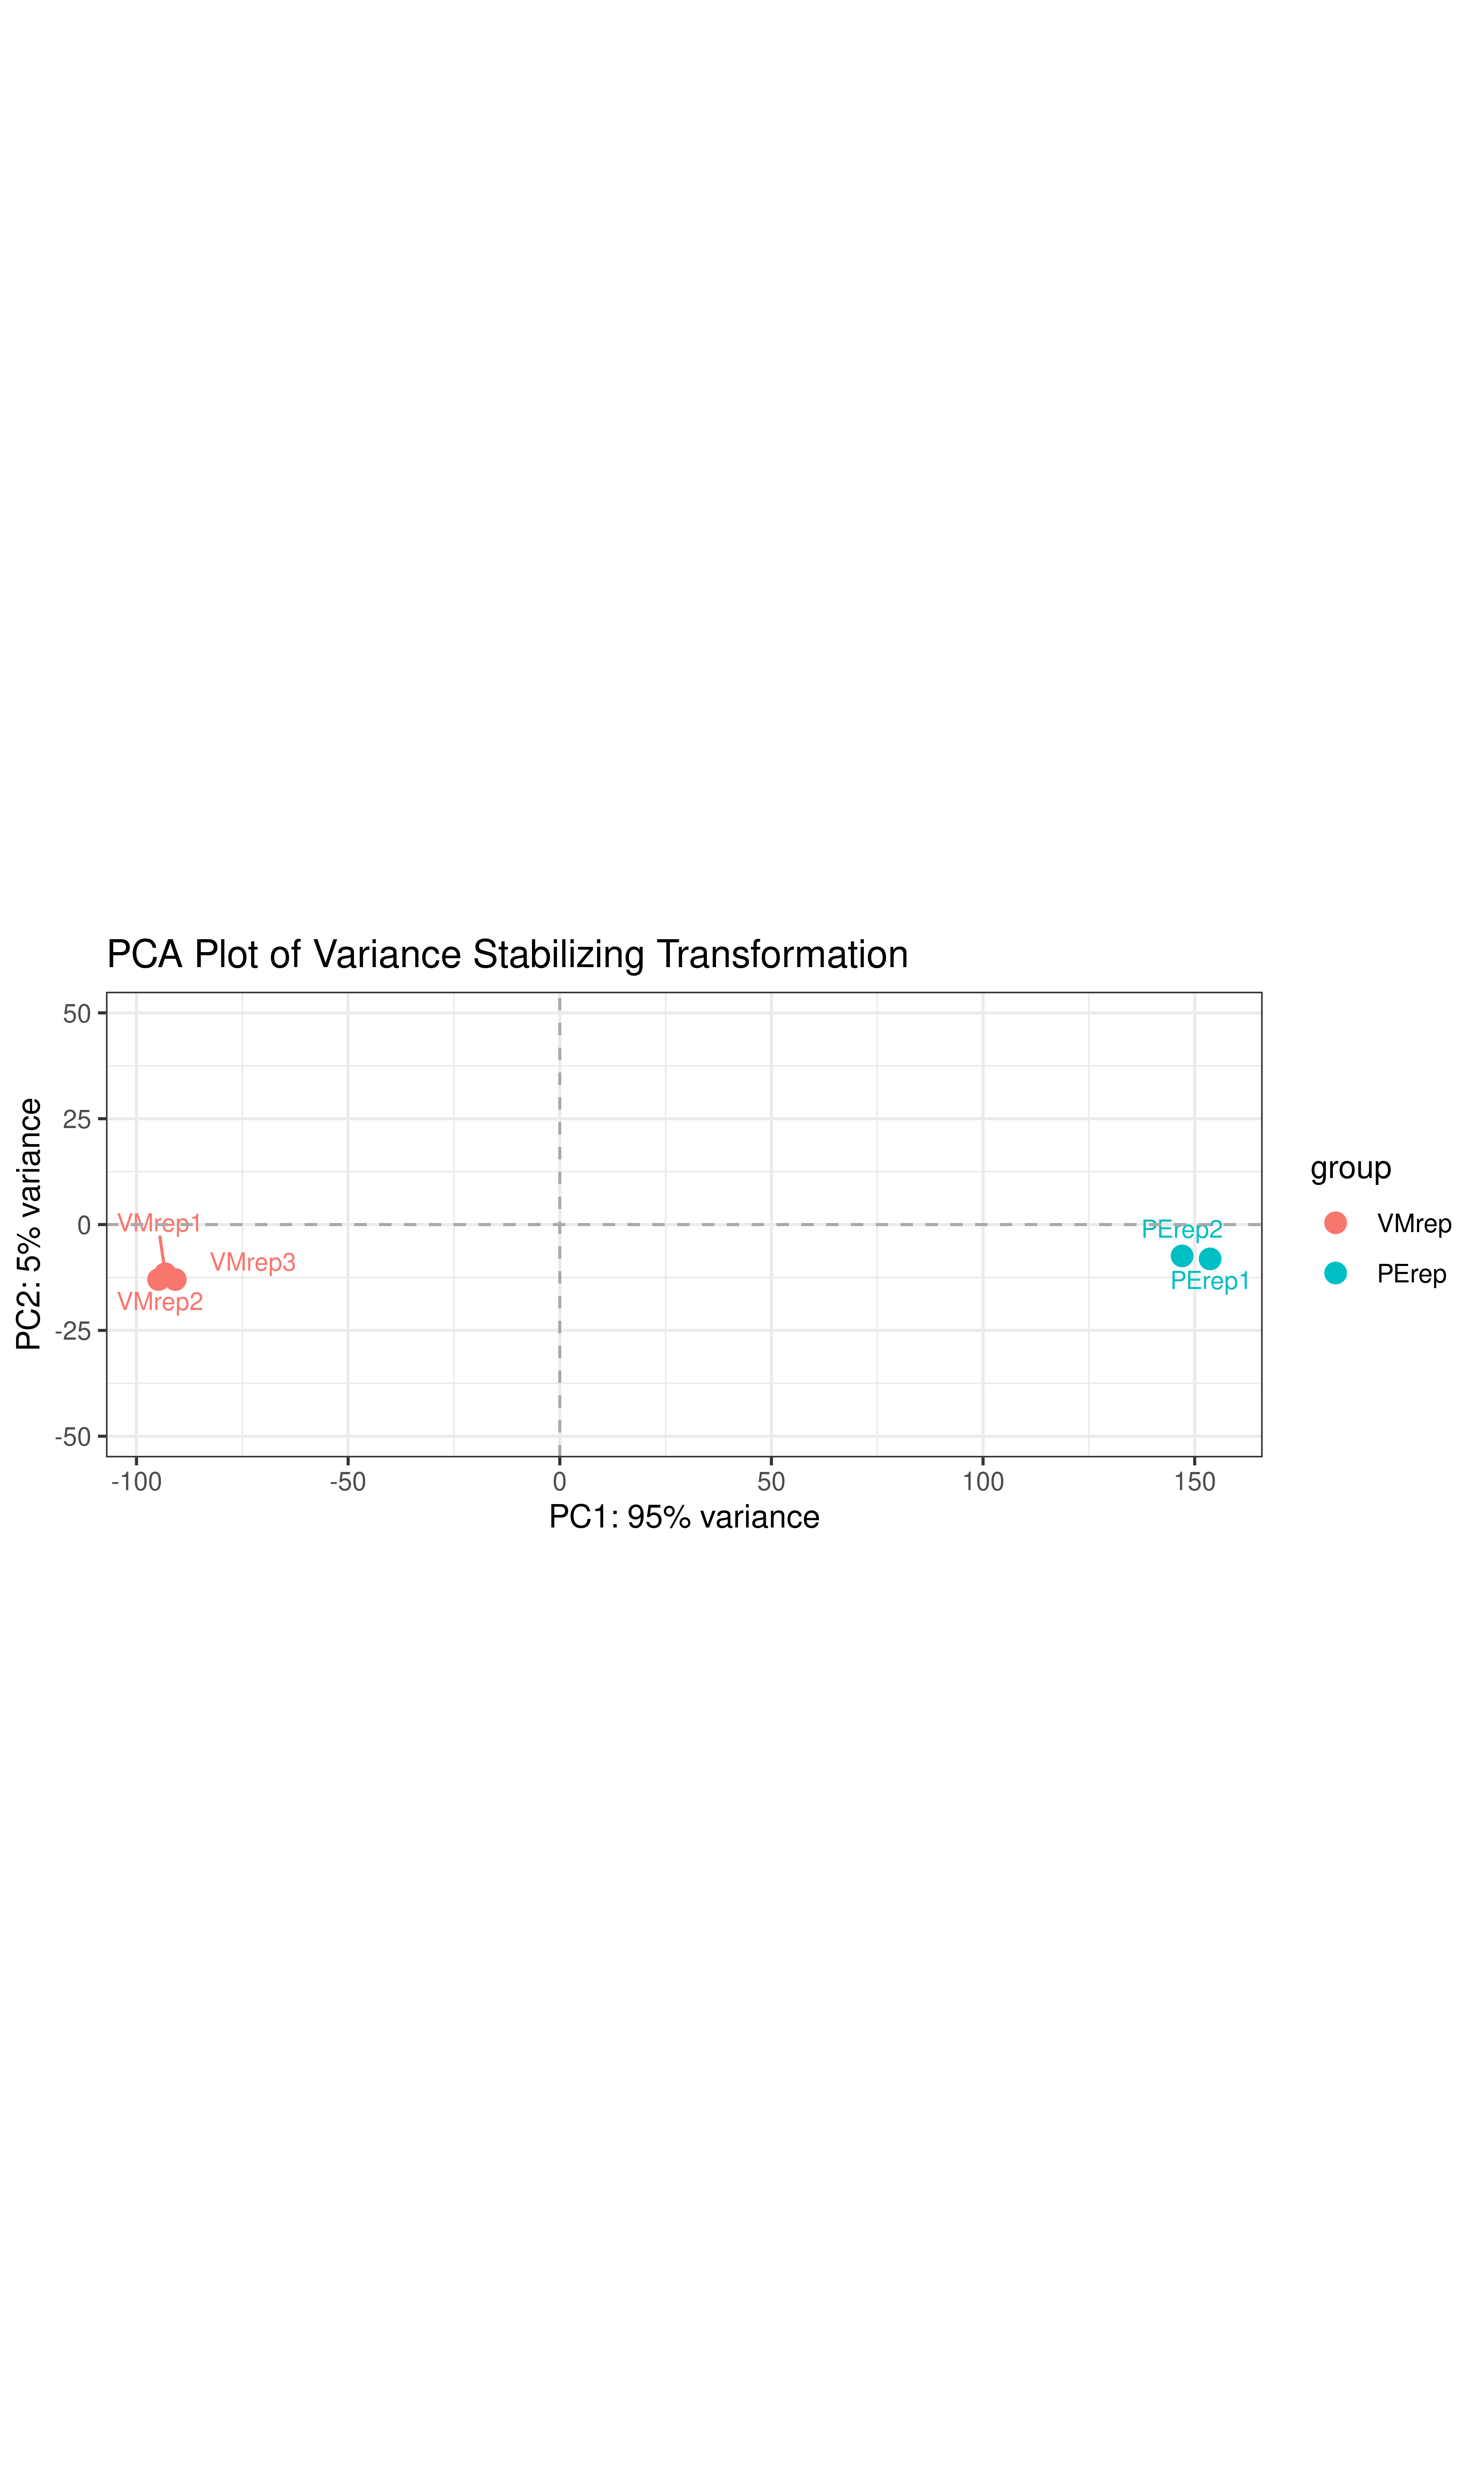 PCA Plot of Variance Stabilizing Transformation
50
25
0
-25
-50
PC2: 5% variance
VMrep1
VMrep3
VMrep2
PErep2
PErep1
-100
-50
0
50
100
150
PC1: 95% variance
group
VMrep
PErep